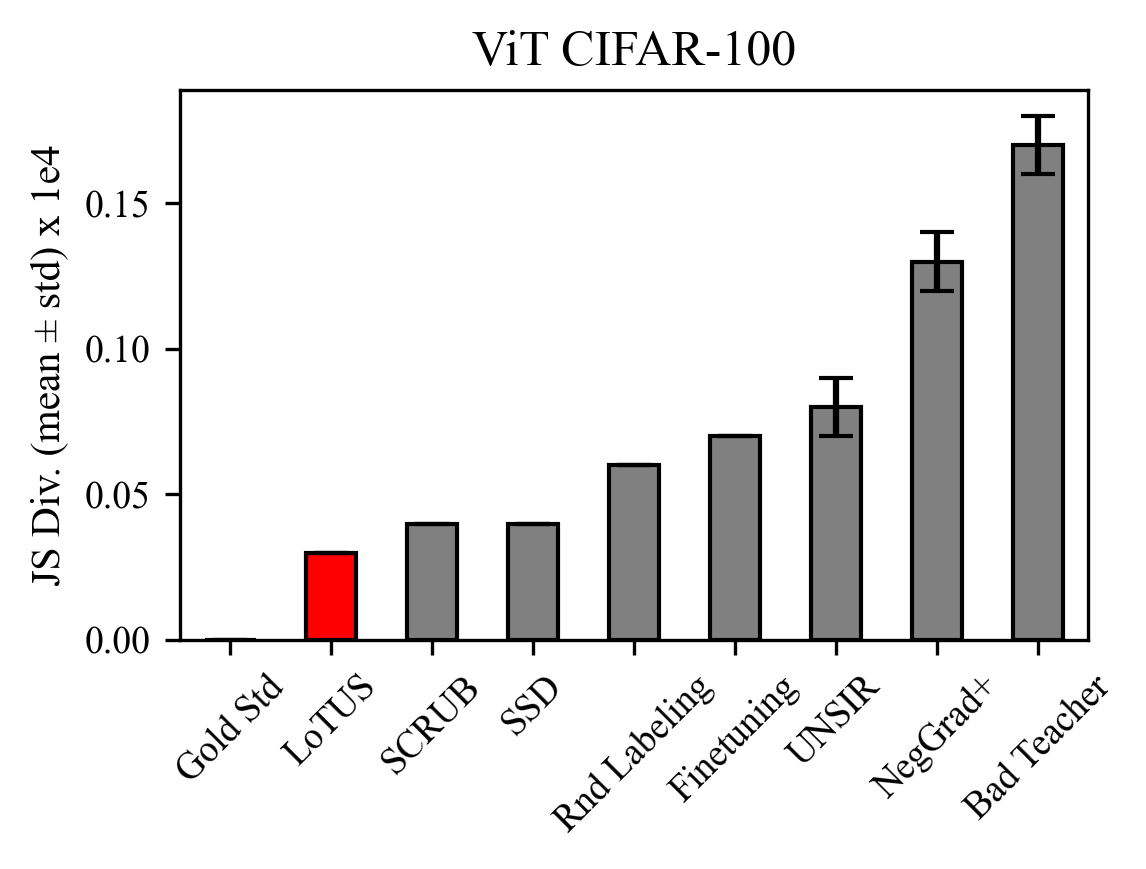 ViT CIFAR-100
JS Div. (mean ± std) x 1e4
0.15
0.10
0.05
0.00
Gold Std
LoTUS
SCRUB
SSD
Rnd Labeling
Finetuning
UNSIR
NegGrad+
Bad Teacher